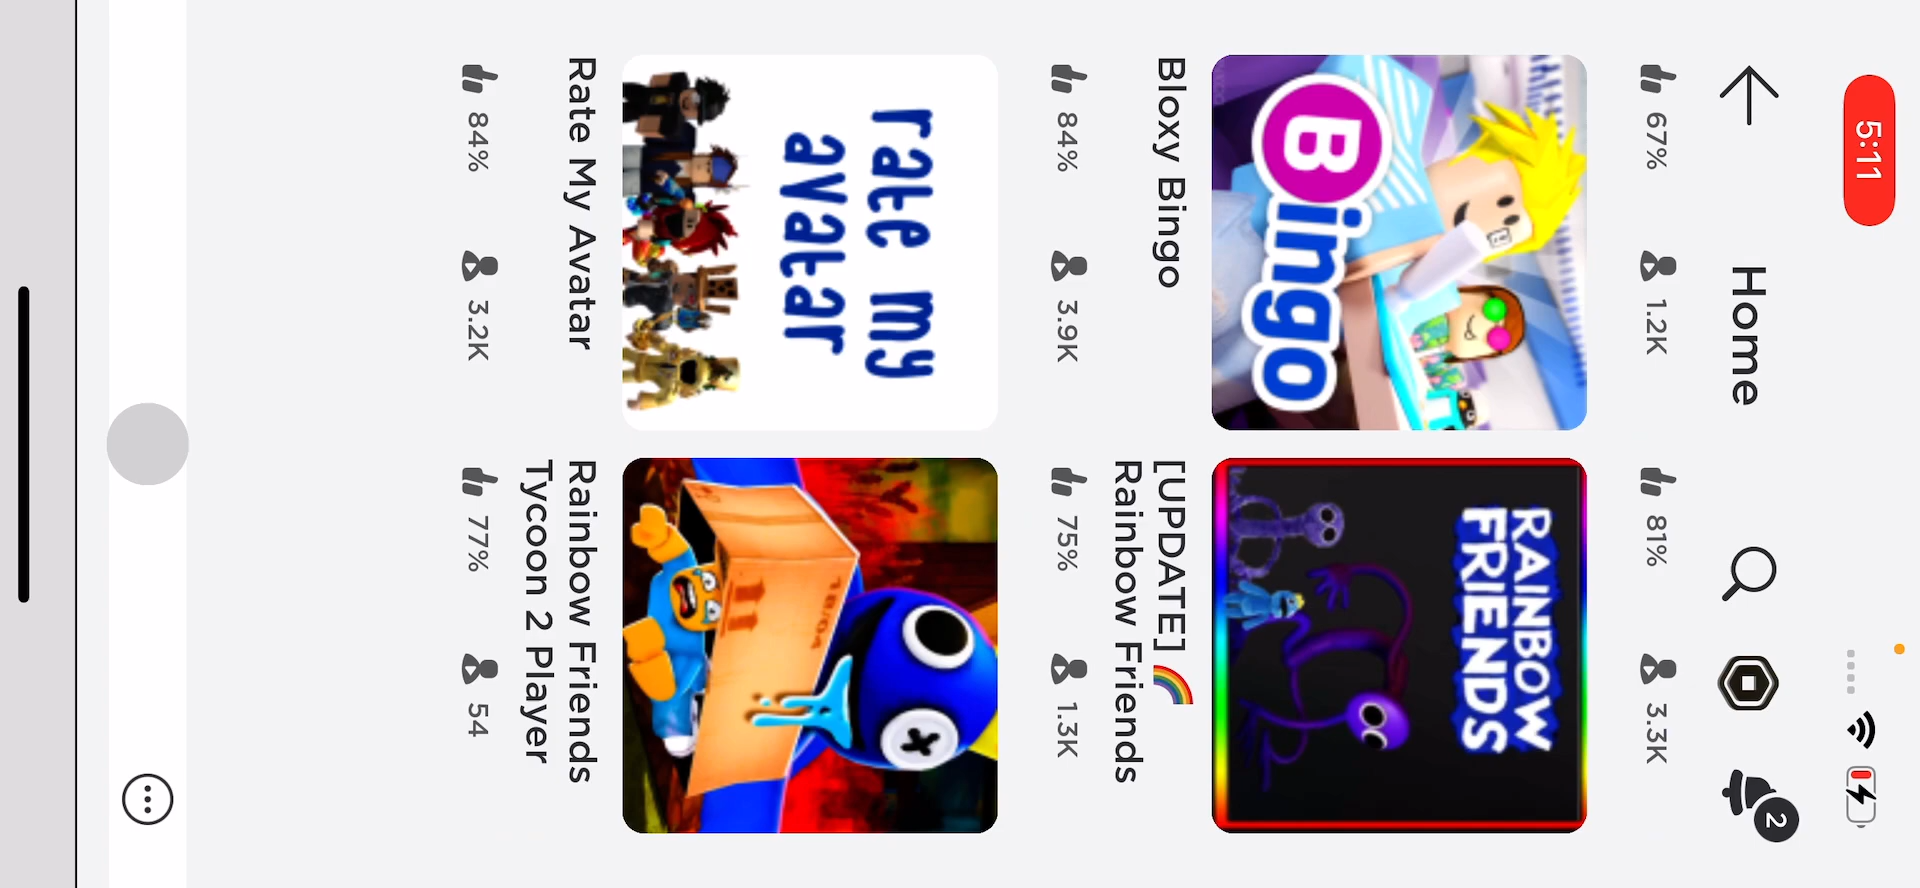 5:11
Home
2
67%
1.2K
81%
3.3K
Bingo
RAINBOW
FRIENDS
Bloxy Bingo
84%
3.9K
[UPDATE] 🌈
Rainbow Friends
75%
1.3K
rate my
avatar
Rate My Avatar
84%
3.2K
Rainbow Friends
Tycoon 2 Player
77%
54